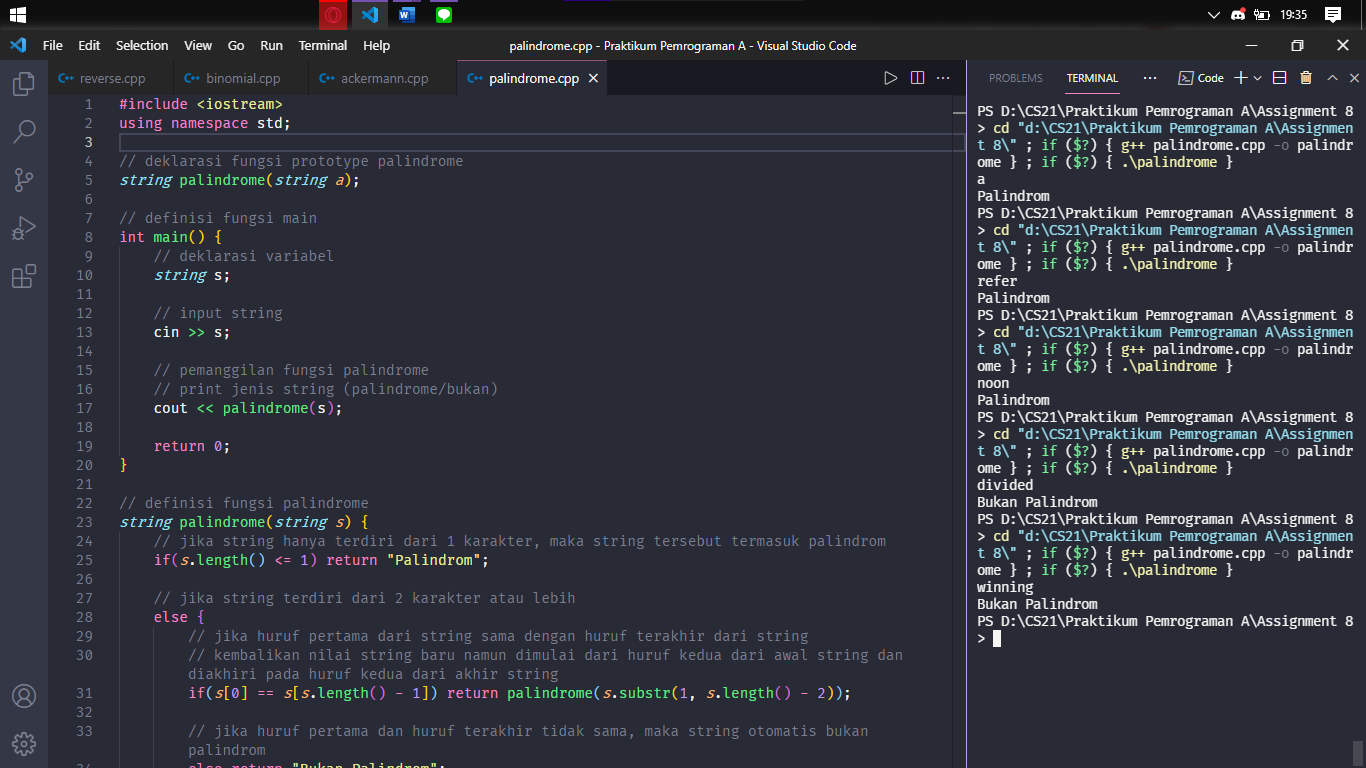 19:35
File Edit Selection View Go Run Terminal Help
palindrome.cpp - Praktikum Pemrograman A - Visual Studio Code
reverse.cpp
binomial.cpp
ackermann.cpp
palindrome.cpp
1 #include <iostream>
2 using namespace std;
3
4 // deklarasi fungsi prototype palindrome
5 string palindrome(string a);
6
7 // definisi fungsi main
8 int main() {
9 // deklarasi variabel
10 string s;
11
12 // input string
13 cin >> s;
14
15 // pemanggilan fungsi palindrome
16 // print jenis string (palindrome/bukan)
17 cout << palindrome(s);
18
19 return 0;
20 }
21
22 // definisi fungsi palindrome
23 string palindrome(string s) {
24 // jika string hanya terdiri dari 1 karakter, maka string tersebut termasuk palindrom
25 if(s.length() <= 1) return "Palindrom";
26
27 // jika string terdiri dari 2 karakter atau lebih
28 else {
29 // jika huruf pertama dari string sama dengan huruf terakhir dari string
30 // kembalikan nilai string baru namun dimulai dari huruf kedua dari awal string dan
diakhiri pada huruf kedua dari akhir string
31 if(s[0] == s[s.length() - 1]) return palindrome(s.substr(1, s.length() - 2));
32
33 // jika huruf pertama dan huruf terakhir tidak sama, maka string otomatis bukan
palindrom
34 else return "Bukan Palindrom";
PROBLEMS TERMINAL ... Code
PS D:\CS21\Praktikum Pemrograman A\Assignment 8
> cd "d:\CS21\Praktikum Pemrograman A\Assignmen
t 8\" ; if ($?) { g++ palindrome.cpp -o palindr
ome } ; if ($?) { .\palindrome }
a
Palindrom
PS D:\CS21\Praktikum Pemrograman A\Assignment 8
> cd "d:\CS21\Praktikum Pemrograman A\Assignmen
t 8\" ; if ($?) { g++ palindrome.cpp -o palindr
ome } ; if ($?) { .\palindrome }
refer
Palindrom
PS D:\CS21\Praktikum Pemrograman A\Assignment 8
> cd "d:\CS21\Praktikum Pemrograman A\Assignmen
t 8\" ; if ($?) { g++ palindrome.cpp -o palindr
ome } ; if ($?) { .\palindrome }
noon
Palindrom
PS D:\CS21\Praktikum Pemrograman A\Assignment 8
> cd "d:\CS21\Praktikum Pemrograman A\Assignmen
t 8\" ; if ($?) { g++ palindrome.cpp -o palindr
ome } ; if ($?) { .\palindrome }
divided
Bukan Palindrom
PS D:\CS21\Praktikum Pemrograman A\Assignment 8
> cd "d:\CS21\Praktikum Pemrograman A\Assignmen
t 8\" ; if ($?) { g++ palindrome.cpp -o palindr
ome } ; if ($?) { .\palindrome }
winning
Bukan Palindrom
PS D:\CS21\Praktikum Pemrograman A\Assignment 8
>